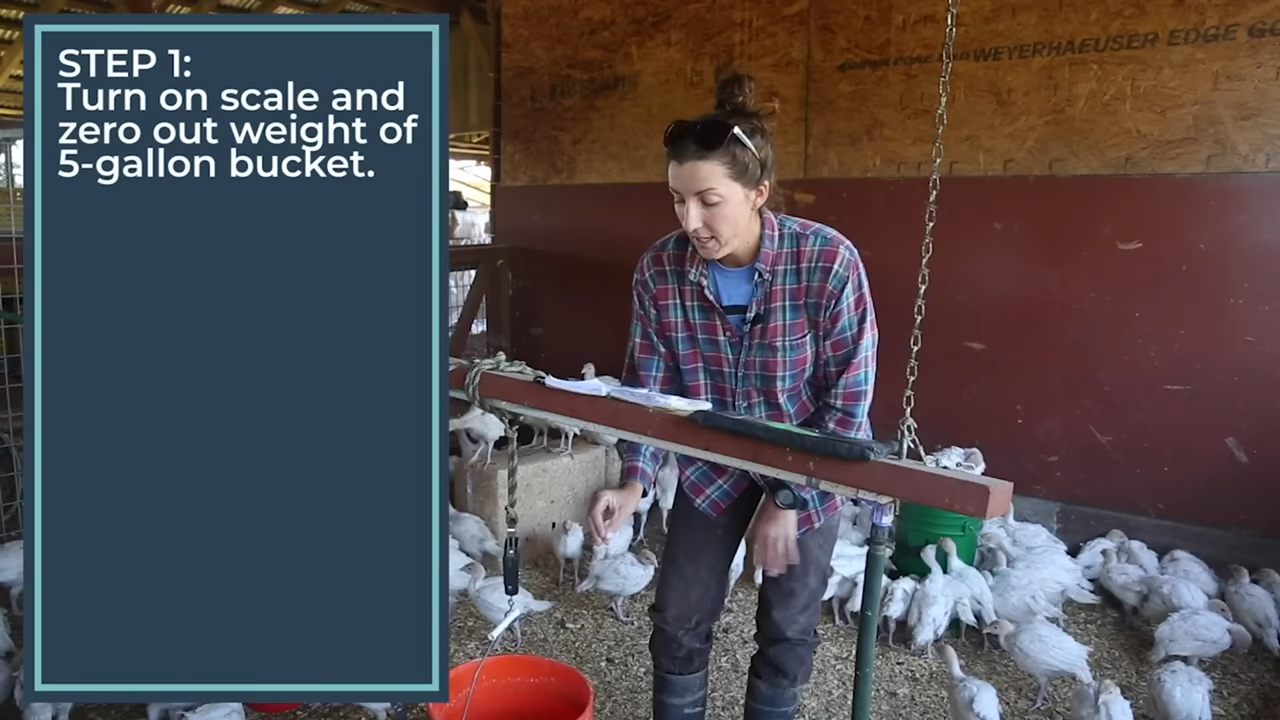 STEP 1:
Turn on scale and
zero out weight of
5-gallon bucket.
WEYERHAEUSER EDGE